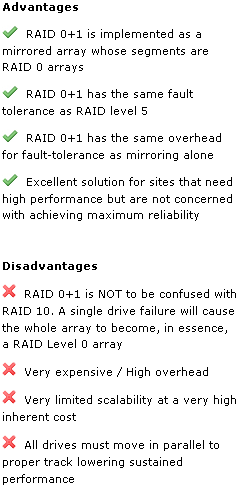 Advantages
RAID 0+1 is implemented as a
mirrored array whose segments are
RAID 0 arrays
RAID 0+1 has the same fault
tolerance as RAID level 5
RAID 0+1 has the same overhead
for fault-tolerance as mirroring alone
Excellent solution for sites that need
high performance but are not concerned
with achieving maximum reliability
Disadvantages
RAID 0+1 is NOT to be confused with
RAID 10. A single drive failure will cause
the whole array to become, in essence,
a RAID Level 0 array
Very expensive / High overhead
Very limited scalability at a very high
inherent cost
All drives must move in parallel to
proper track lowering sustained
performance